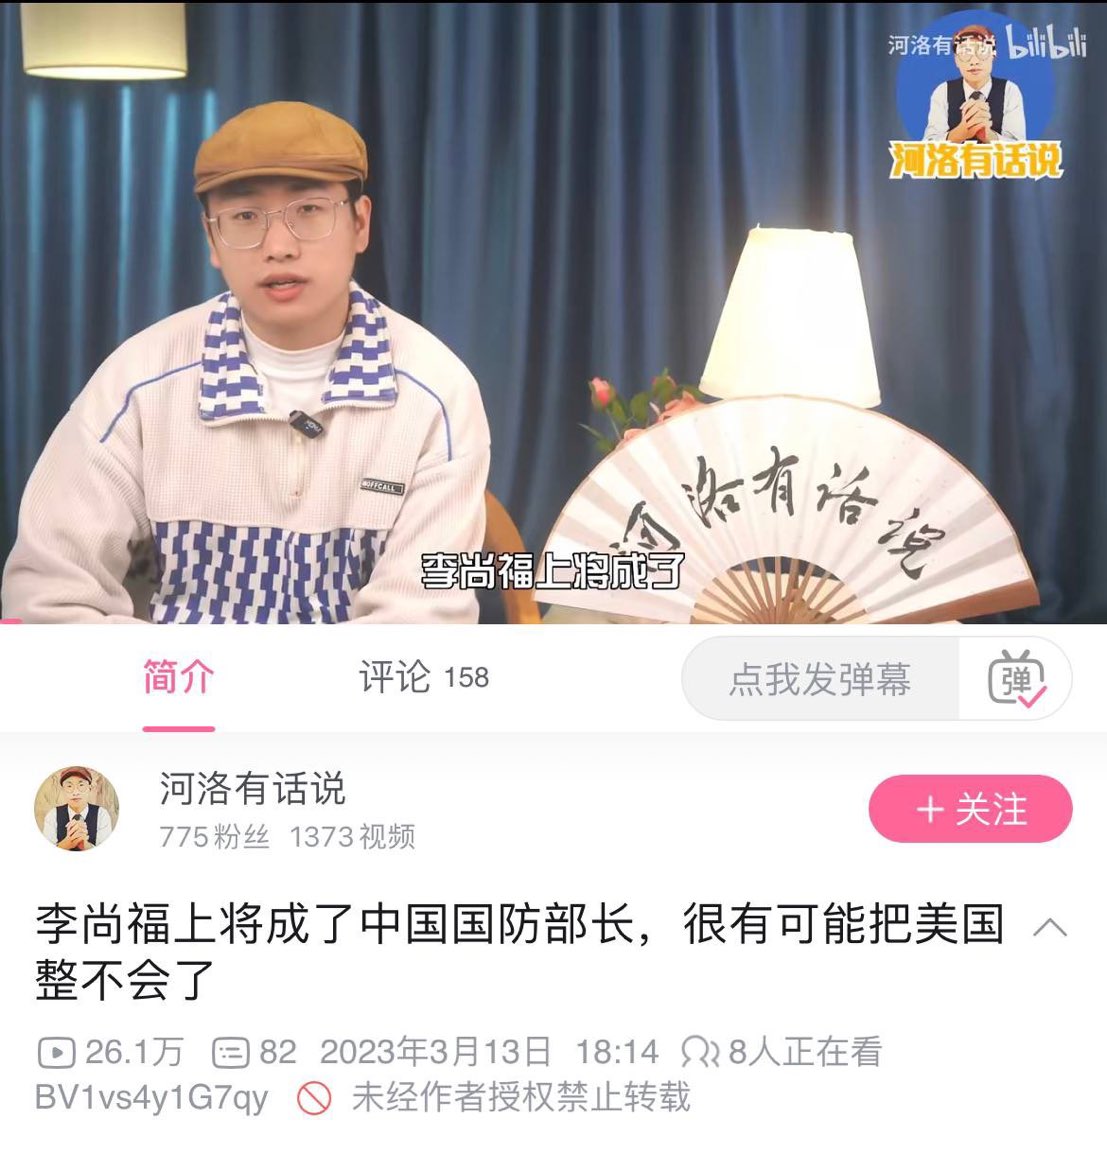 河洛有话说 bilibili
河洛有话说
河洛有话说
李尚福上将成了
简介
评论 158
点我发弹幕
弹
河洛有话说
775粉丝 1373视频
+ 关注
李尚福上将成了中国国防部长，很有可能把美国
整不会了
26.1万 82 2023年3月13日 18:14 8人正在看
BV1vs4y1G7qy 未经作者授权禁止转载